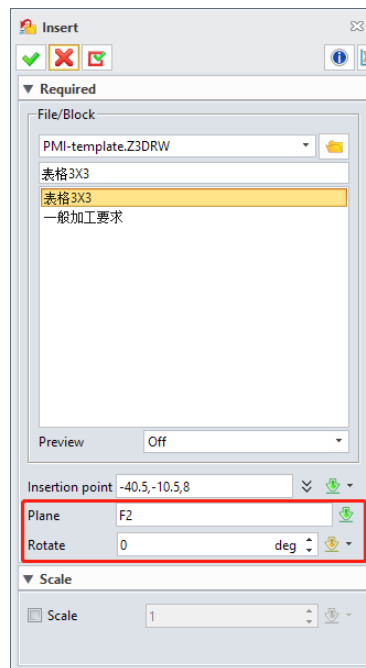 Insert
Required
File/Block
PMI-template.Z3DRW
表格3X3
表格3X3
一般加工要求
Preview Off
Insertion point -40.5,-10.5,8
Plane F2
Rotate 0 deg
Scale
Scale 1